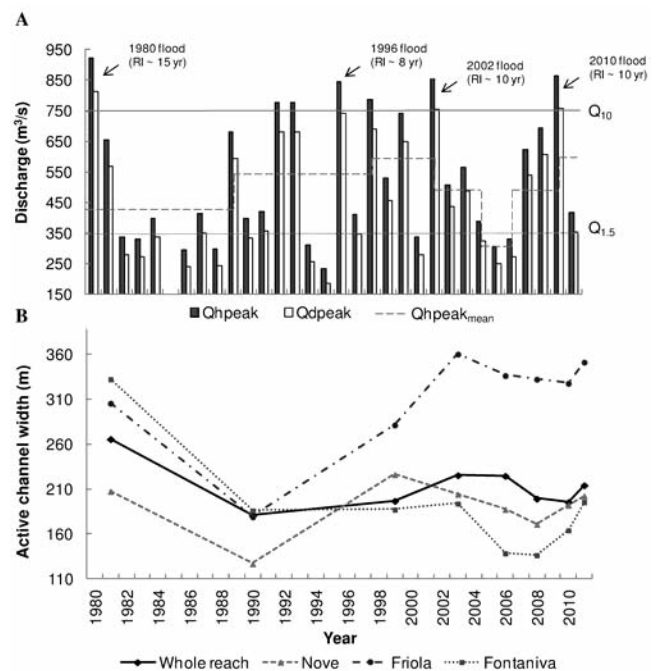 A
1980 flood
(RI ~ 15 yr)
1996 flood
(RI ~ 8 yr)
2002 flood
(RI ~ 10 yr)
2010 flood
(RI ~ 10 yr)
950
850
750
650
550
450
350
250
150
Discharge (m³/s)
Q10
Q1.5
Qhpeak
Qdpeak
Qhpeakmean
B
360
310
260
210
160
110
Active channel width (m)
1980
1982
1984
1986
1988
1990
1992
1994
1996
1998
2000
2002
2004
2006
2008
2010
Year
Whole reach
Nove
Friola
Fontaniva